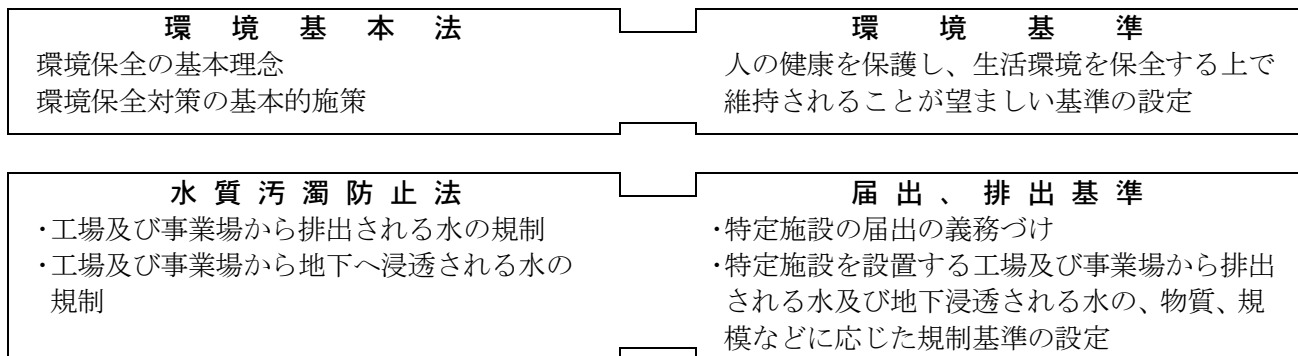 環境基本法
環境保全の基本理念
環境保全対策の基本的施策
環境基準
人の健康を保護し、生活環境を保全する上で
維持されることが望ましい基準の設定
水質汚濁防止法
・工場及び事業場から排出される水の規制
・工場及び事業場から地下へ浸透される水の
規制
届出、排出基準
・特定施設の届出の義務づけ
・特定施設を設置する工場及び事業場から排出
される水及び地下浸透される水の、物質、規
模などに応じた規制基準の設定